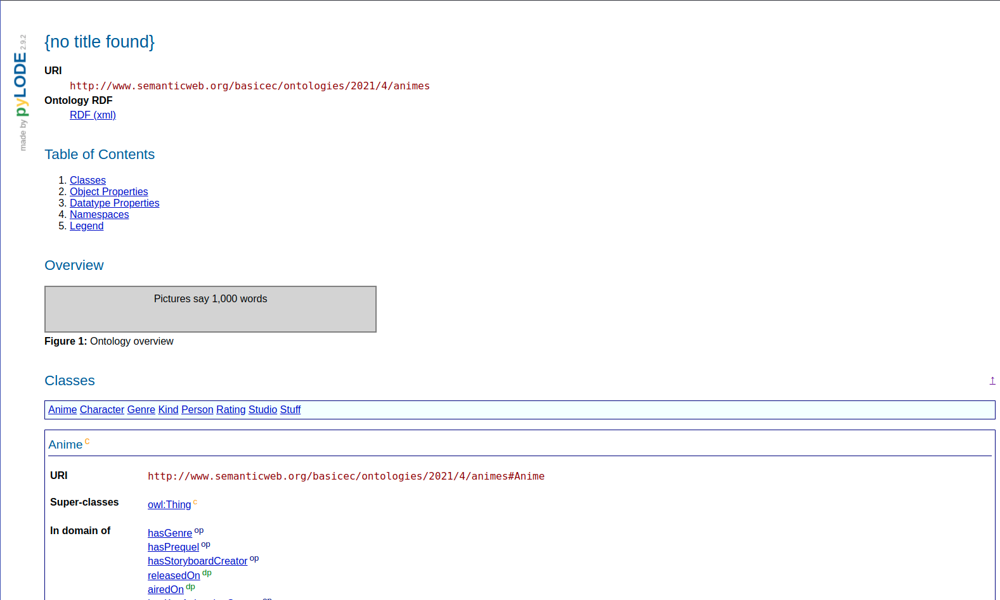 made by pyLODE 2.9.2
{no title found}
URI
http://www.semanticweb.org/basicec/ontologies/2021/4/animes
Ontology RDF
RDF (xml)
Table of Contents
1. Classes
2. Object Properties
3. Datatype Properties
4. Namespaces
5. Legend
Overview
Pictures say 1,000 words
Figure 1: Ontology overview
Classes ↑
Anime Character Genre Kind Person Rating Studio Stuff
Anime c
URI http://www.semanticweb.org/basicec/ontologies/2021/4/animes#Anime
Super-classes owl:Thing c
In domain of hasGenre op
hasPrequel op
hasStoryboardCreator op
releasedOn dp
airedOn dp
op